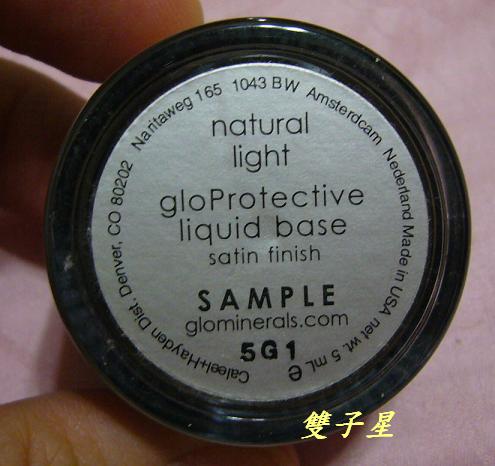 natural
light
gloProtective
liquid base
satin finish
SAMPLE
glominerals.com
5G1
Caleel-Hayden Dist. Denver, CO 80202 Naritaweg 165 1043 BW Amsterdcam Nederland Made in USA net wt. 5 mL e
雙子星